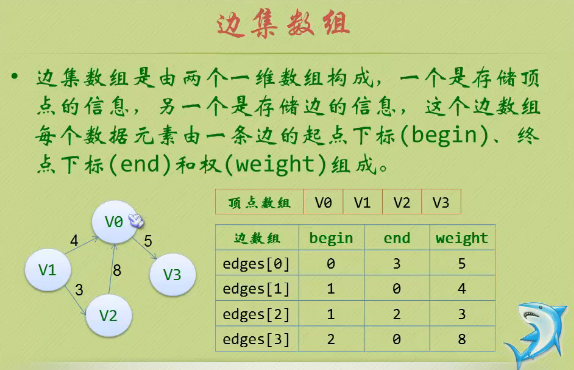 边集数组
• 边集数组是由两个一维数组构成，一个是存储顶
点的信息，另一个是存储边的信息，这个边数组
每个数据元素由一条边的起点下标(begin)、终
点下标(end)和权(weight)组成。
顶点数组 V0 V1 V2 V3
边数组 begin end weight
edges[0] 0 3 5
edges[1] 1 0 4
edges[2] 1 2 3
edges[3] 2 0 8
V0
4 5
V1 8 V3
3
V2